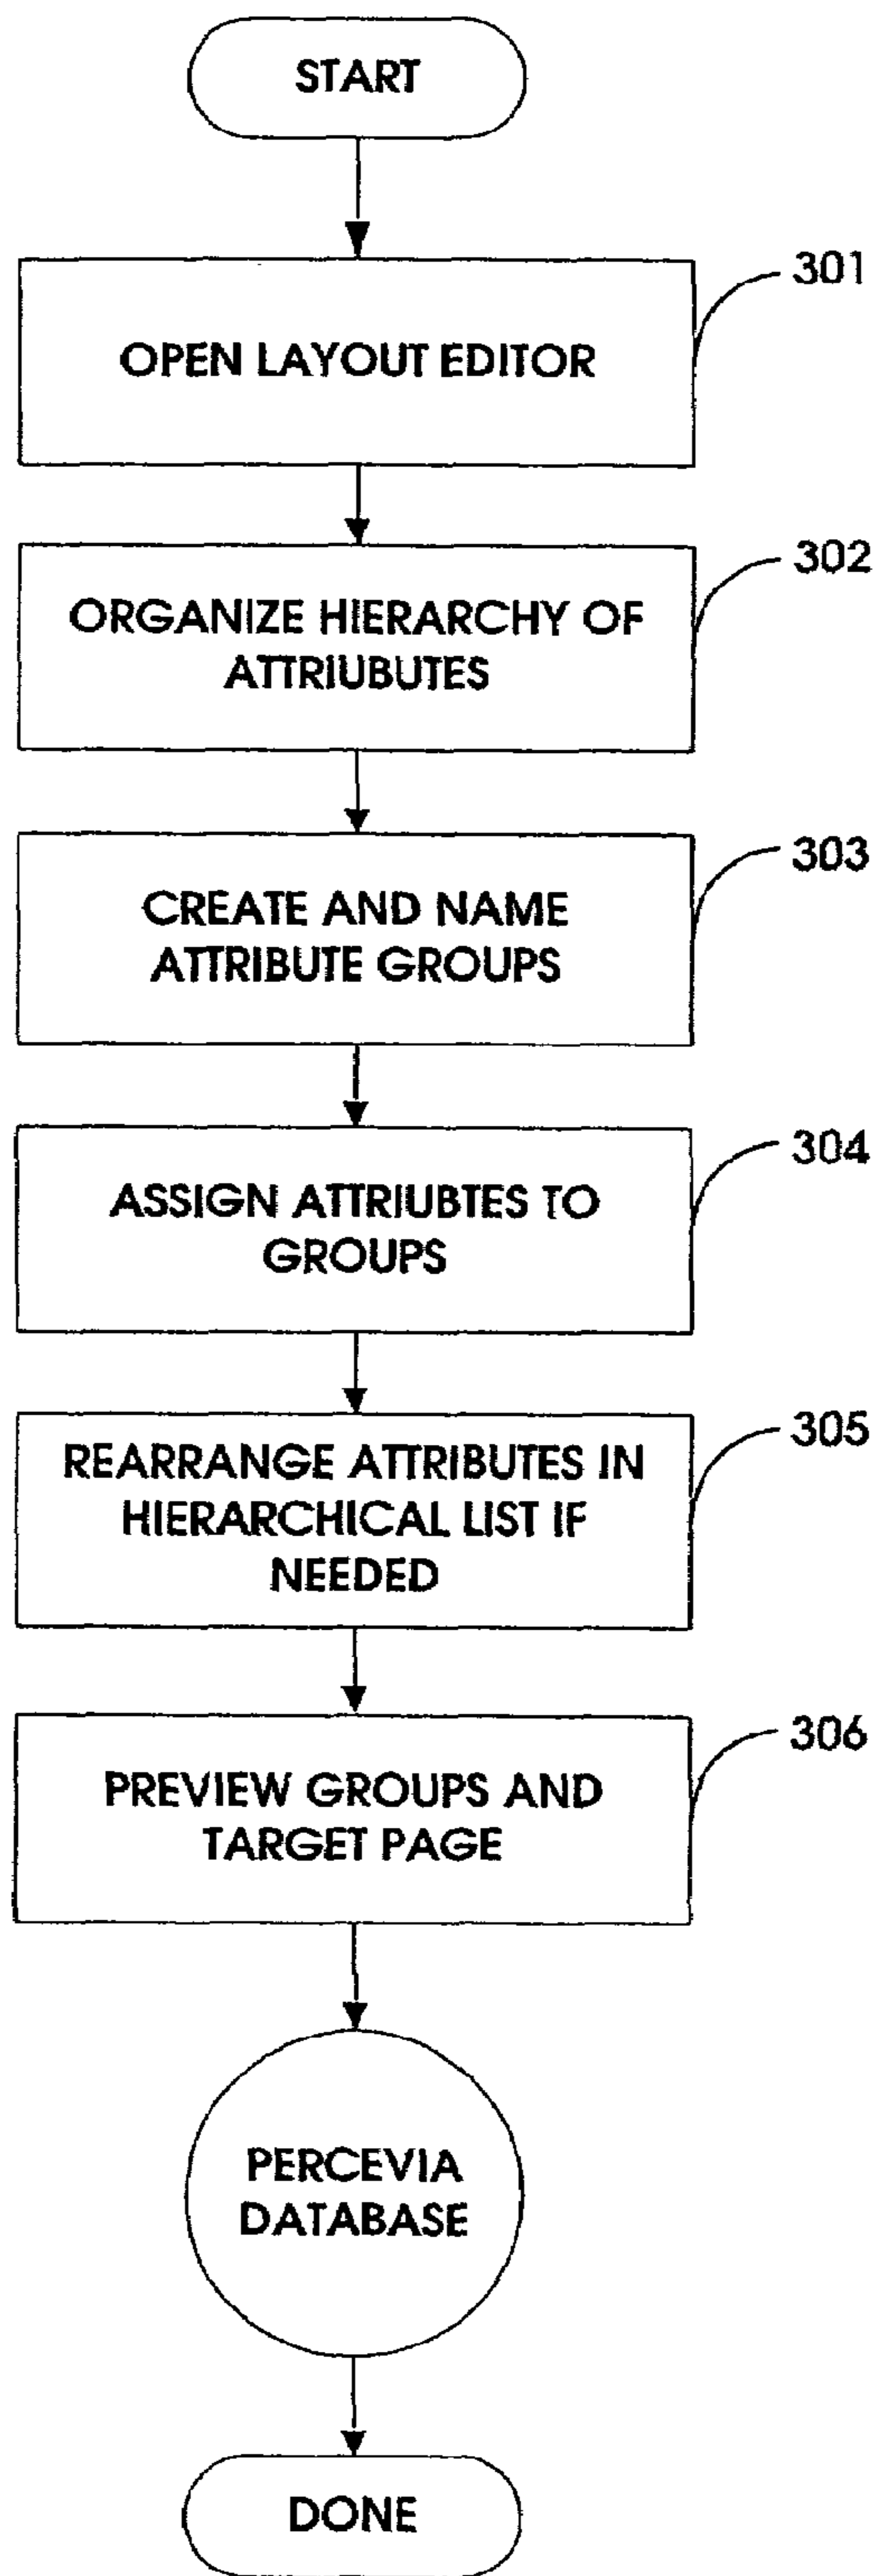 START
301
OPEN LAYOUT EDITOR
302
ORGANIZE HIERARCHY OF
ATTRIUBUTES
303
CREATE AND NAME
ATTRIBUTE GROUPS
304
ASSIGN ATTRIUBTES TO
GROUPS
305
REARRANGE ATTRIBUTES IN
HIERARCHICAL LIST IF
NEEDED
306
PREVIEW GROUPS AND
TARGET PAGE
PERCEVIA
DATABASE
DONE